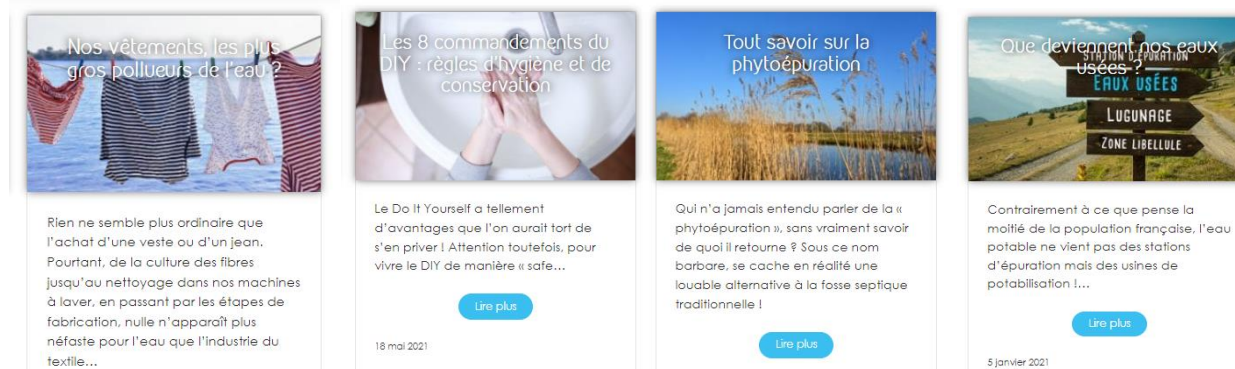 Nos vêtements, les plus
gros pollueurs de l'eau ?
Rien ne semble plus ordinaire que
l'achat d'une veste ou d'un jean.
Pourtant, de la culture des fibres
jusqu'au nettoyage dans nos machines
à laver, en passant par les étapes de
fabrication, nulle n'apparaît plus
néfaste pour l'eau que l'industrie du
textile...
Les 8 commandements du
DIY : règles d'hygiène et de
conservation
Le Do It Yourself a tellement
d'avantages que l'on aurait tort de
s'en priver ! Attention toutefois, pour
vivre le DIY de manière « safe...
Lire plus
18 mai 2021
Tout savoir sur la
phytoépuration
Qui n'a jamais entendu parler de la «
phytoépuration », sans vraiment savoir
de quoi il retourne ? Sous ce nom
barbare, se cache en réalité une
louable alternative à la fosse septique
traditionnelle !
Lire plus
Que deviennent nos eaux
usées ?
STATION D'EPURATION
EAUX USÉES
LUGUNAGE
ZONE LIBELLULE
Contrairement à ce que pense la
moitié de la population française, l'eau
potable ne vient pas des stations
d'épuration mais des usines de
potabilisation !...
Lire plus
5 janvier 2021